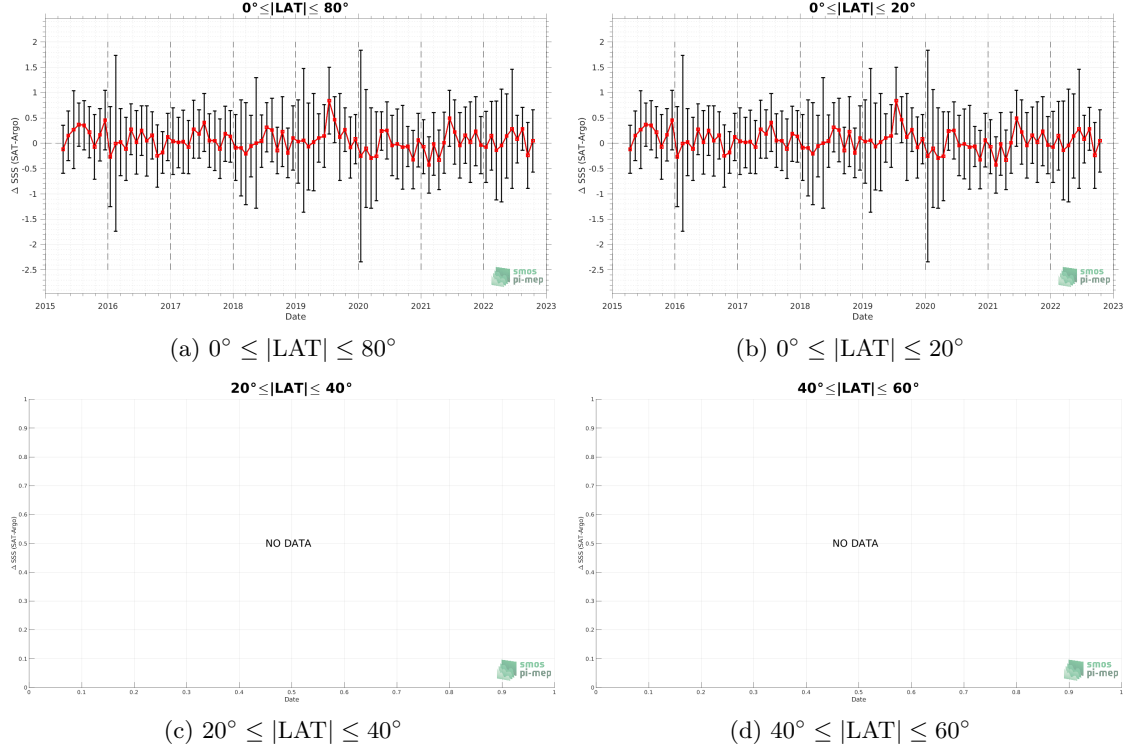 0°≤|LAT|≤ 80°
Δ SSS (SAT-Argo)
2
1.5
1
0.5
0
-0.5
-1
-1.5
-2
-2.5
2015 2016 2017 2018 2019 2020 2021 2022 2023
Date
smos
pi-mep
(a) 0° ≤ |LAT| ≤ 80°
0°≤|LAT|≤ 20°
Δ SSS (SAT-Argo)
2
1.5
1
0.5
0
-0.5
-1
-1.5
-2
-2.5
2015 2016 2017 2018 2019 2020 2021 2022 2023
Date
smos
pi-mep
(b) 0° ≤ |LAT| ≤ 20°
20°≤|LAT|≤ 40°
Δ SSS (SAT-Argo)
1
0.9
0.8
0.7
0.6
0.5
0.4
0.3
0.2
0.1
0
NO DATA
0 0.1 0.2 0.3 0.4 0.5 0.6 0.7 0.8 0.9 1
Date
smos
pi-mep
(c) 20° ≤ |LAT| ≤ 40°
40°≤|LAT|≤ 60°
Δ SSS (SAT-Argo)
1
0.9
0.8
0.7
0.6
0.5
0.4
0.3
0.2
0.1
0
NO DATA
0 0.1 0.2 0.3 0.4 0.5 0.6 0.7 0.8 0.9 1
Date
smos
pi-mep
(d) 40° ≤ |LAT| ≤ 60°